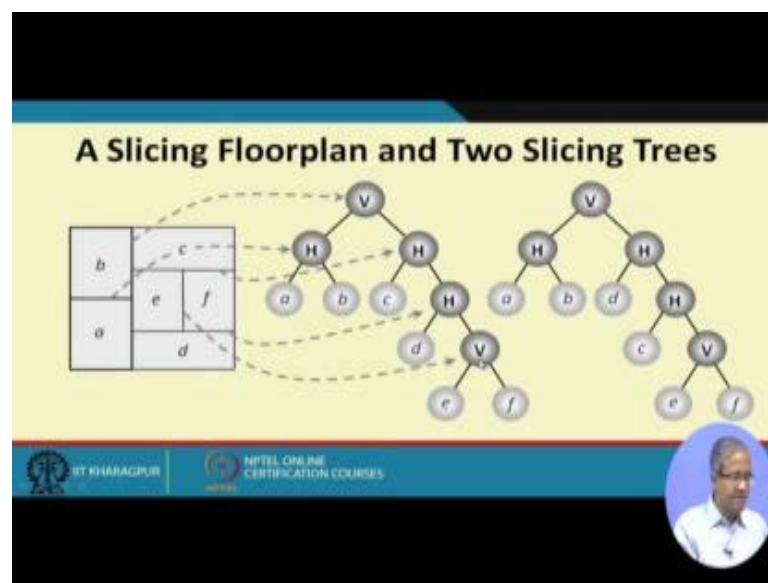 A Slicing Floorplan and Two Slicing Trees
b
c
e
f
a
d
V
H
H
a
b
c
H
d
V
e
f
V
H
H
a
b
d
H
c
V
e
f
IIT KHARAGPUR
NPTEL ONLINE
CERTIFICATION COURSES